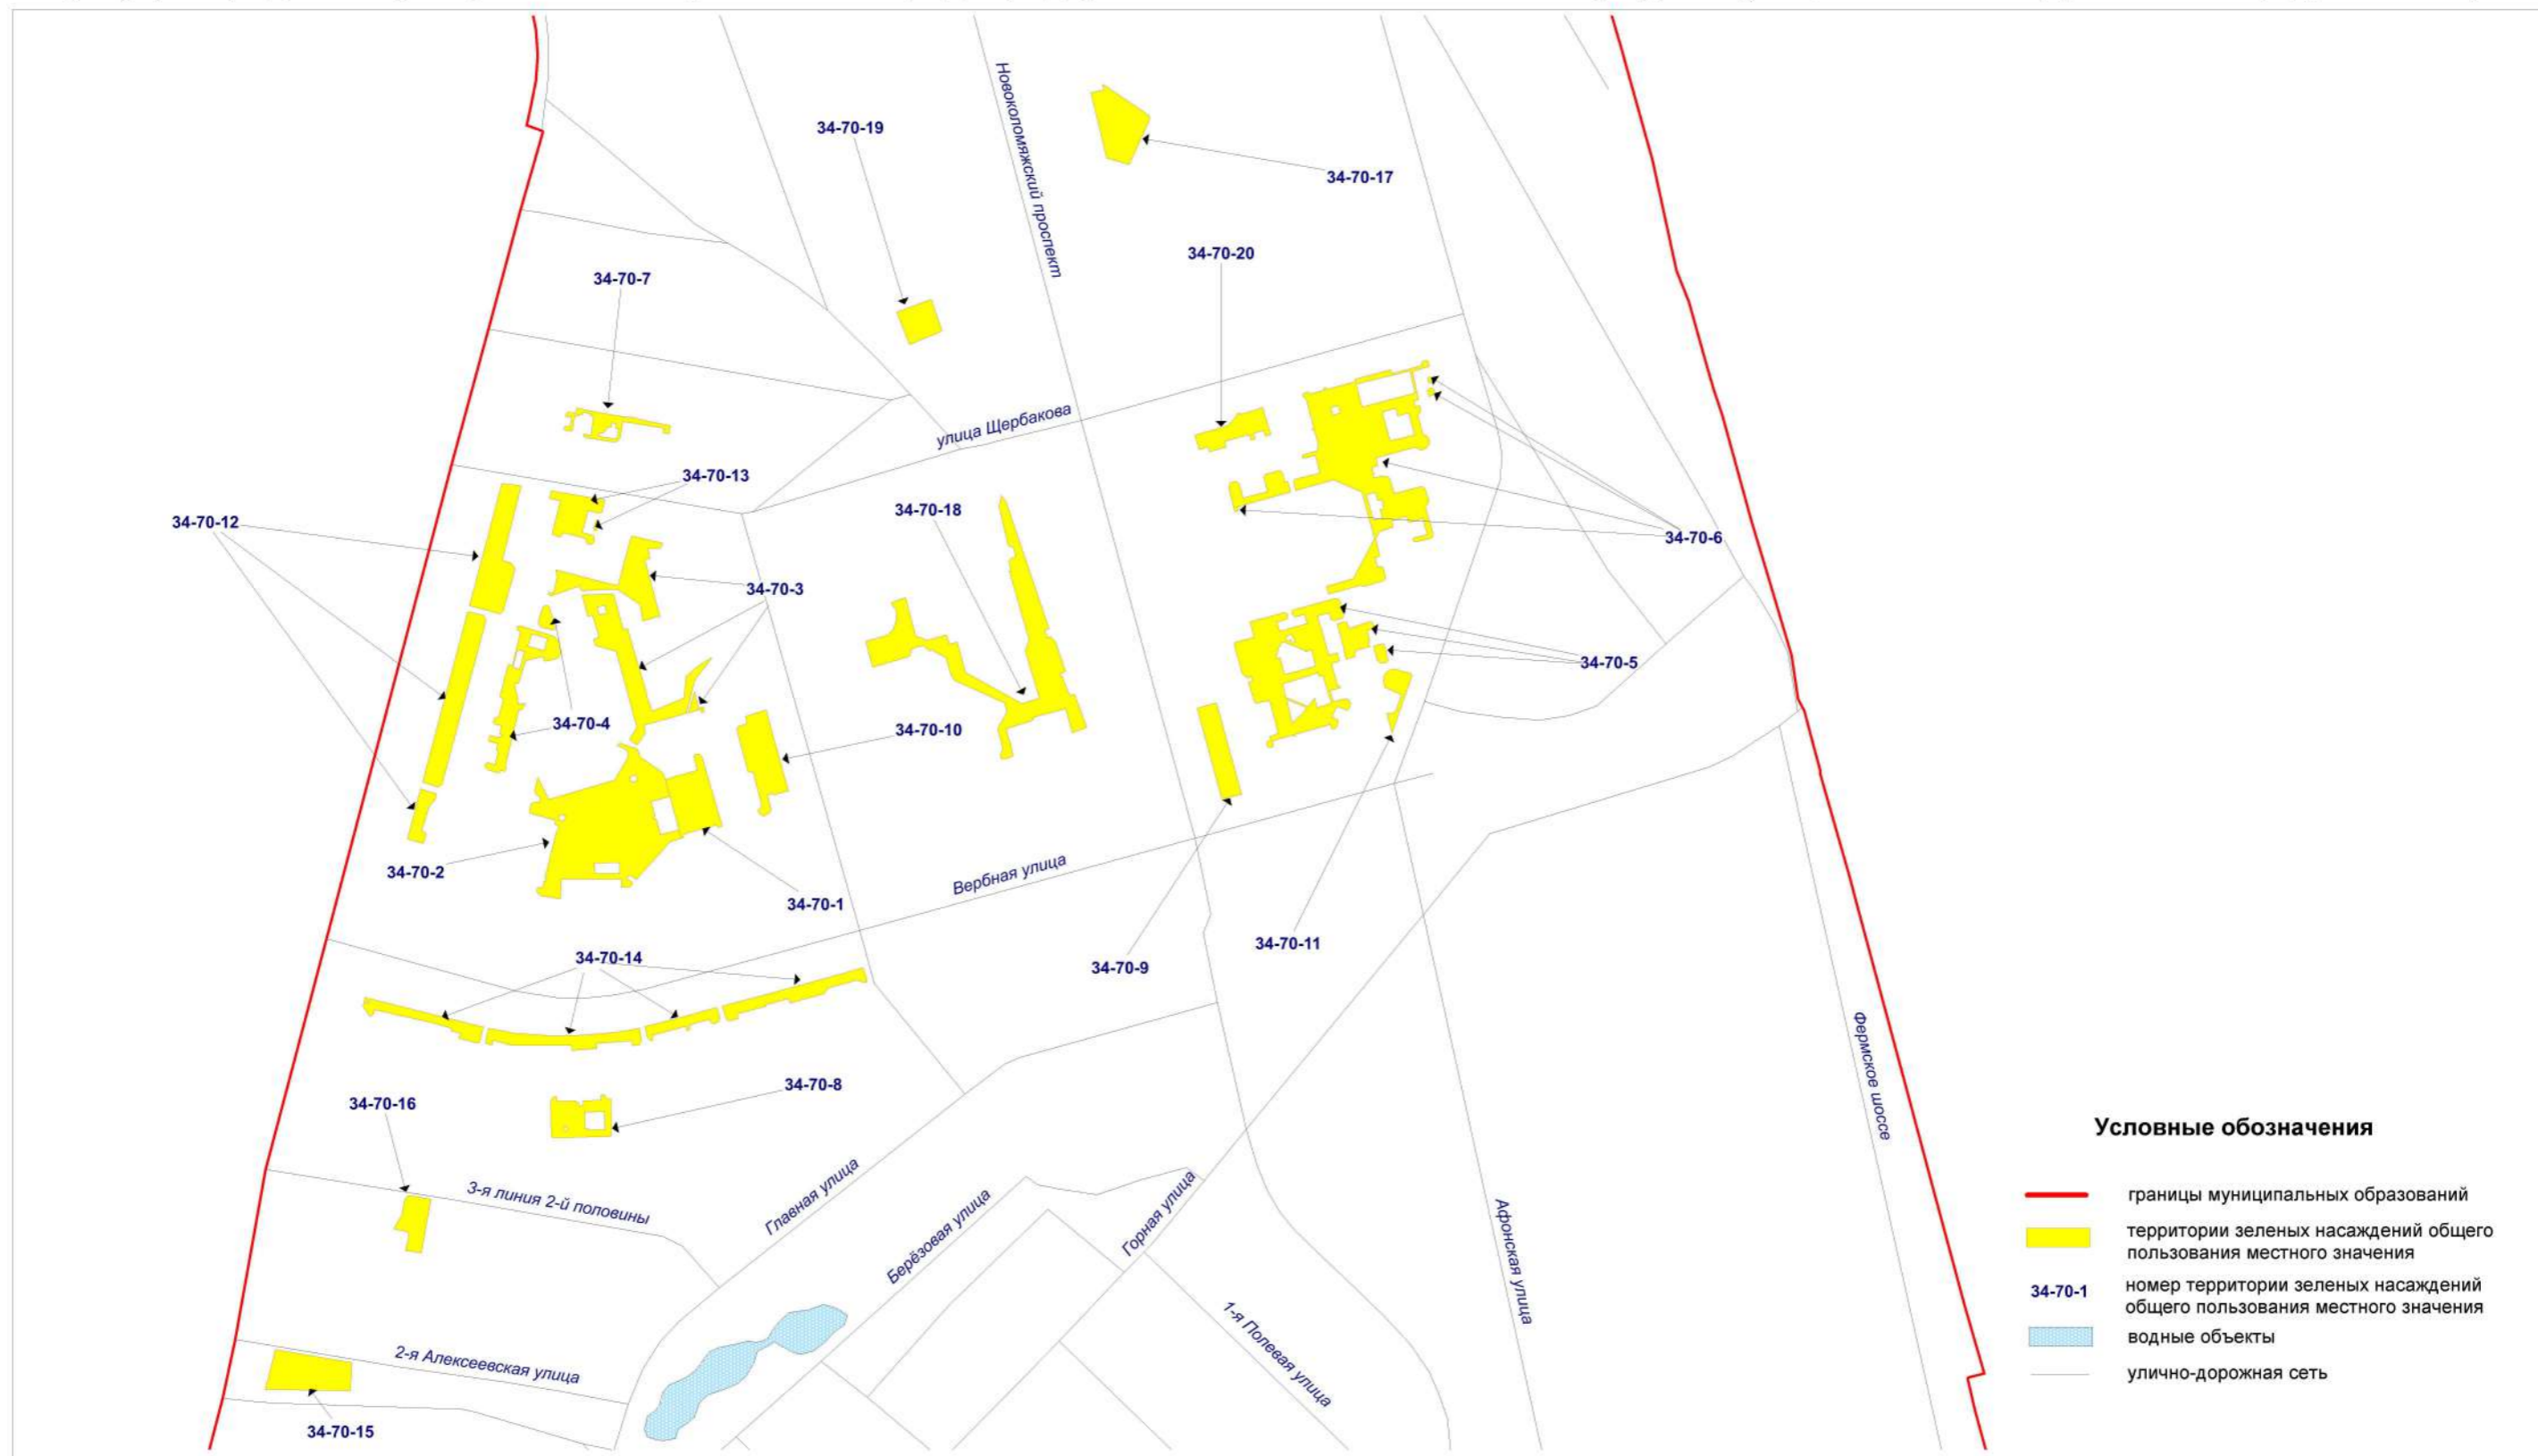 34-70-19
Новоколомяжский проспект
34-70-17
34-70-20
34-70-7
улица Щербакова
34-70-13
34-70-18
34-70-12
34-70-6
34-70-3
34-70-5
34-70-4
34-70-10
34-70-2
Вербная улица
34-70-1
34-70-11
34-70-14
34-70-9
Фермское шоссе
34-70-8
34-70-16
3-я линия 2-й половины
Главная улица
Берёзовая улица
Горная улица
Афонская улица
1-я Полевая улица
2-я Алексеевская улица
34-70-15
Условные обозначения
границы муниципальных образований
территории зеленых насаждений общего
пользования местного значения
34-70-1
номер территории зеленых насаждений
общего пользования местного значения
водные объекты
улично-дорожная сеть